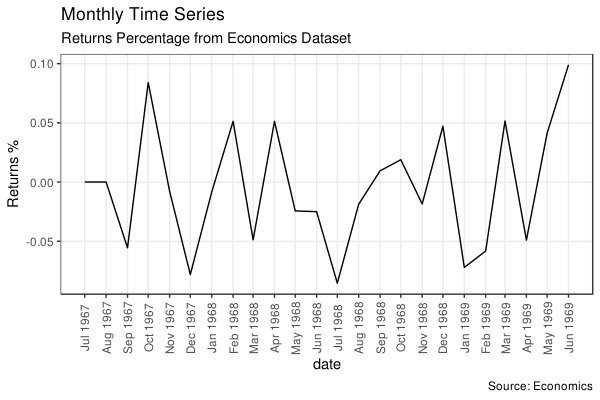 Monthly Time Series
Returns Percentage from Economics Dataset
Returns %
0.10
0.05
0.00
-0.05
Jul 1967
Aug 1967
Sep 1967
Oct 1967
Nov 1967
Dec 1967
Jan 1968
Feb 1968
Mar 1968
Apr 1968
May 1968
Jun 1968
Jul 1968
Aug 1968
Sep 1968
Oct 1968
Nov 1968
Dec 1968
Jan 1969
Feb 1969
Mar 1969
Apr 1969
May 1969
Jun 1969
date
Source: Economics